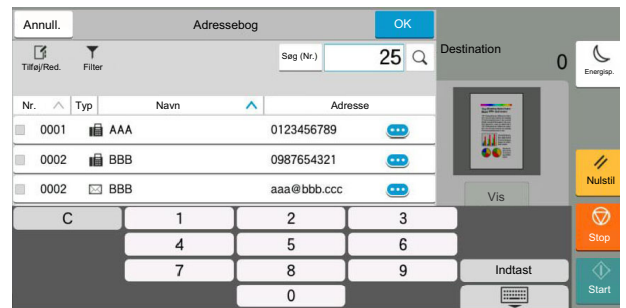 Annull.
Adressebog
OK
Tilføj/Red.
Filter
Søg (Nr.)
25
Destination
0
Energisp.
Nr.
Typ
Navn
Adresse
0001
AAA
0123456789
0002
BBB
0987654321
0002
BBB
aaa@bbb.ccc
Vis
Nulstil
C
1
2
3
Stop
4
5
6
7
8
9
Indtast
Start
0